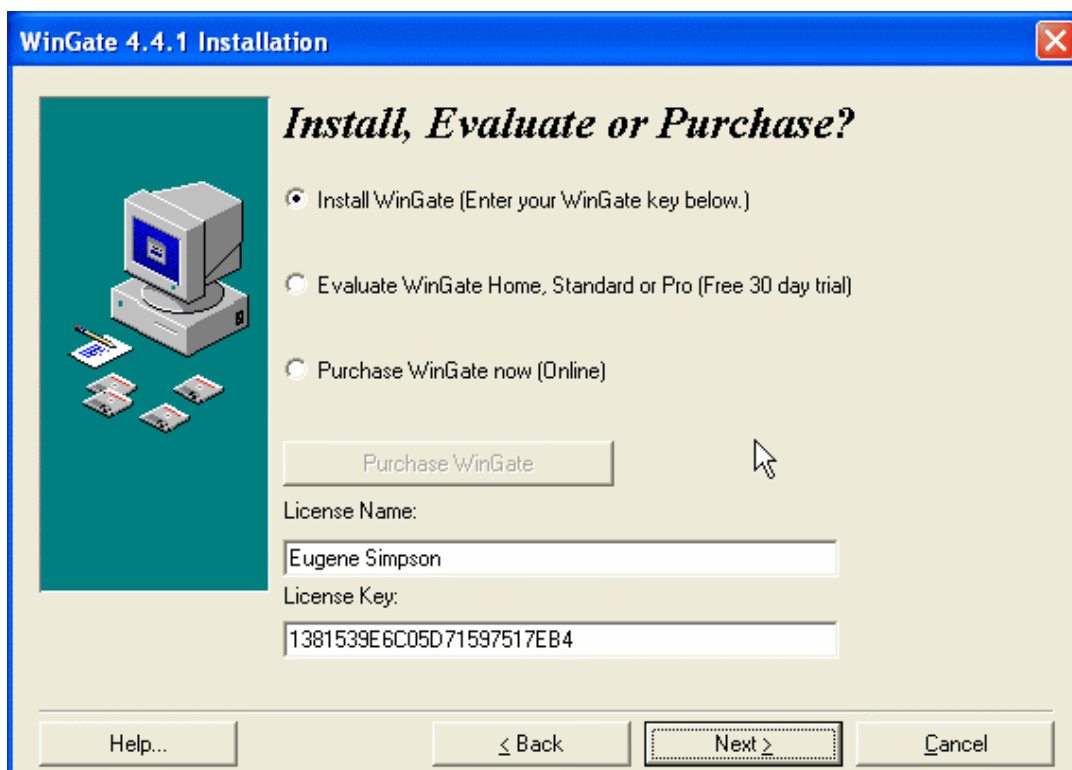 WinGate 4.4.1 Installation
Install, Evaluate or Purchase?
Install WinGate (Enter your WinGate key below.)
Evaluate WinGate Home, Standard or Pro (Free 30 day trial)
Purchase WinGate now (Online)
Purchase WinGate
License Name:
Eugene Simpson
License Key:
1381539E6C05D71597517EB4
Help... < Back Next > Cancel